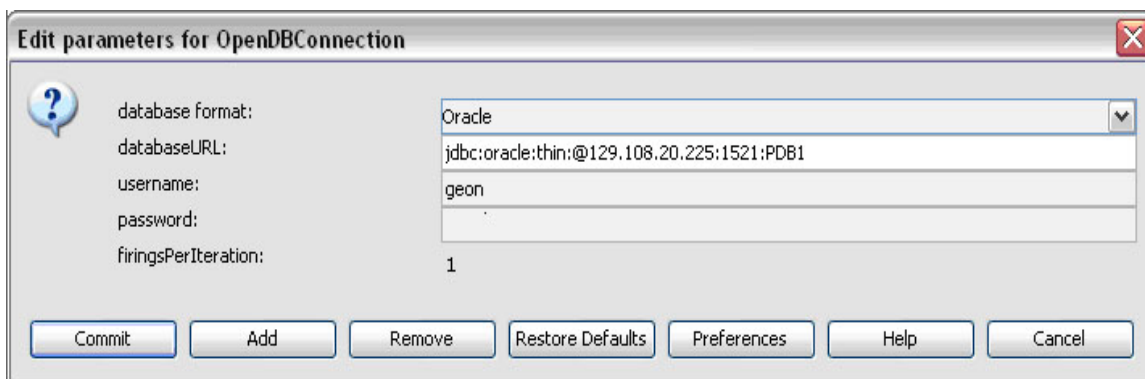 Edit parameters for OpenDBConnection
database format: Oracle
databaseURL: jdbc:oracle:thin:@129.108.20.225:1521:PDB1
username: geon
password:
firingsPerIteration: 1
Commit Add Remove Restore Defaults Preferences Help Cancel